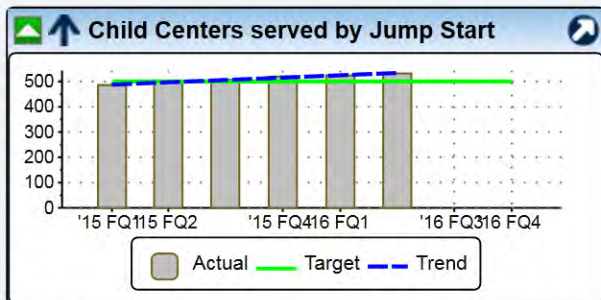 Child Centers served by Jump Start
500
400
300
200
100
0
'15 FQ1 '15 FQ2 '15 FQ4 '16 FQ1 '16 FQ3 '16 FQ4
Actual Target Trend